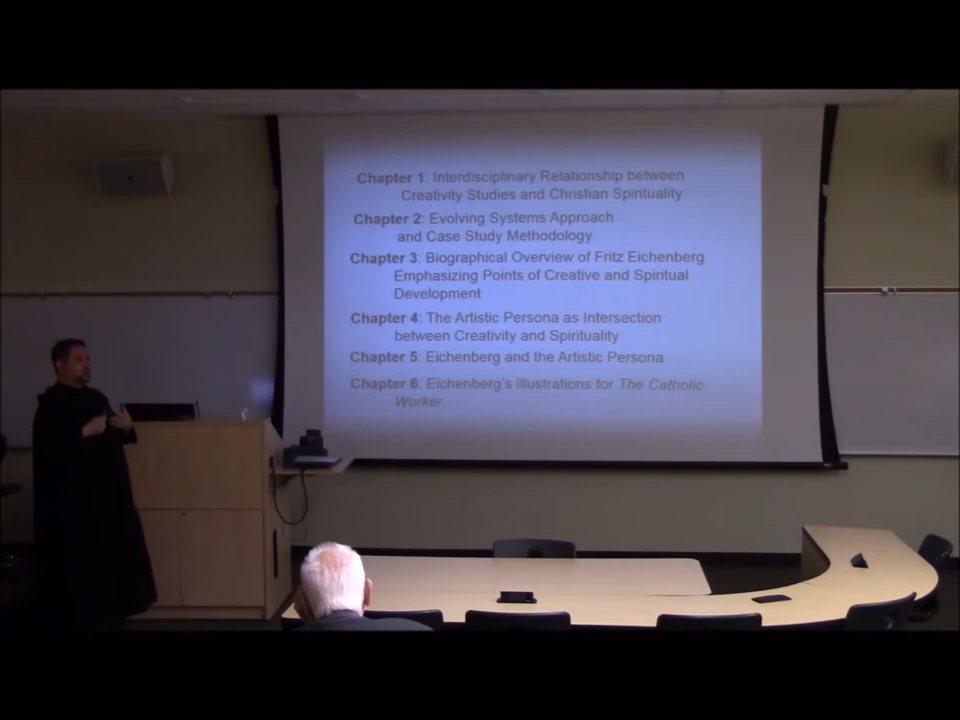 Chapter 1: Interdisciplinary Relationship between
Creativity Studies and Christian Spirituality
Chapter 2: Evolving Systems Approach
and Case Study Methodology
Chapter 3: Biographical Overview of Fritz Eichenberg
Emphasizing Points of Creative and Spiritual
Development
Chapter 4: The Artistic Persona as Intersection
between Creativity and Spirituality
Chapter 5: Eichenberg and the Artistic Persona
Chapter 6: Eichenberg's Illustrations for The Catholic
Worker